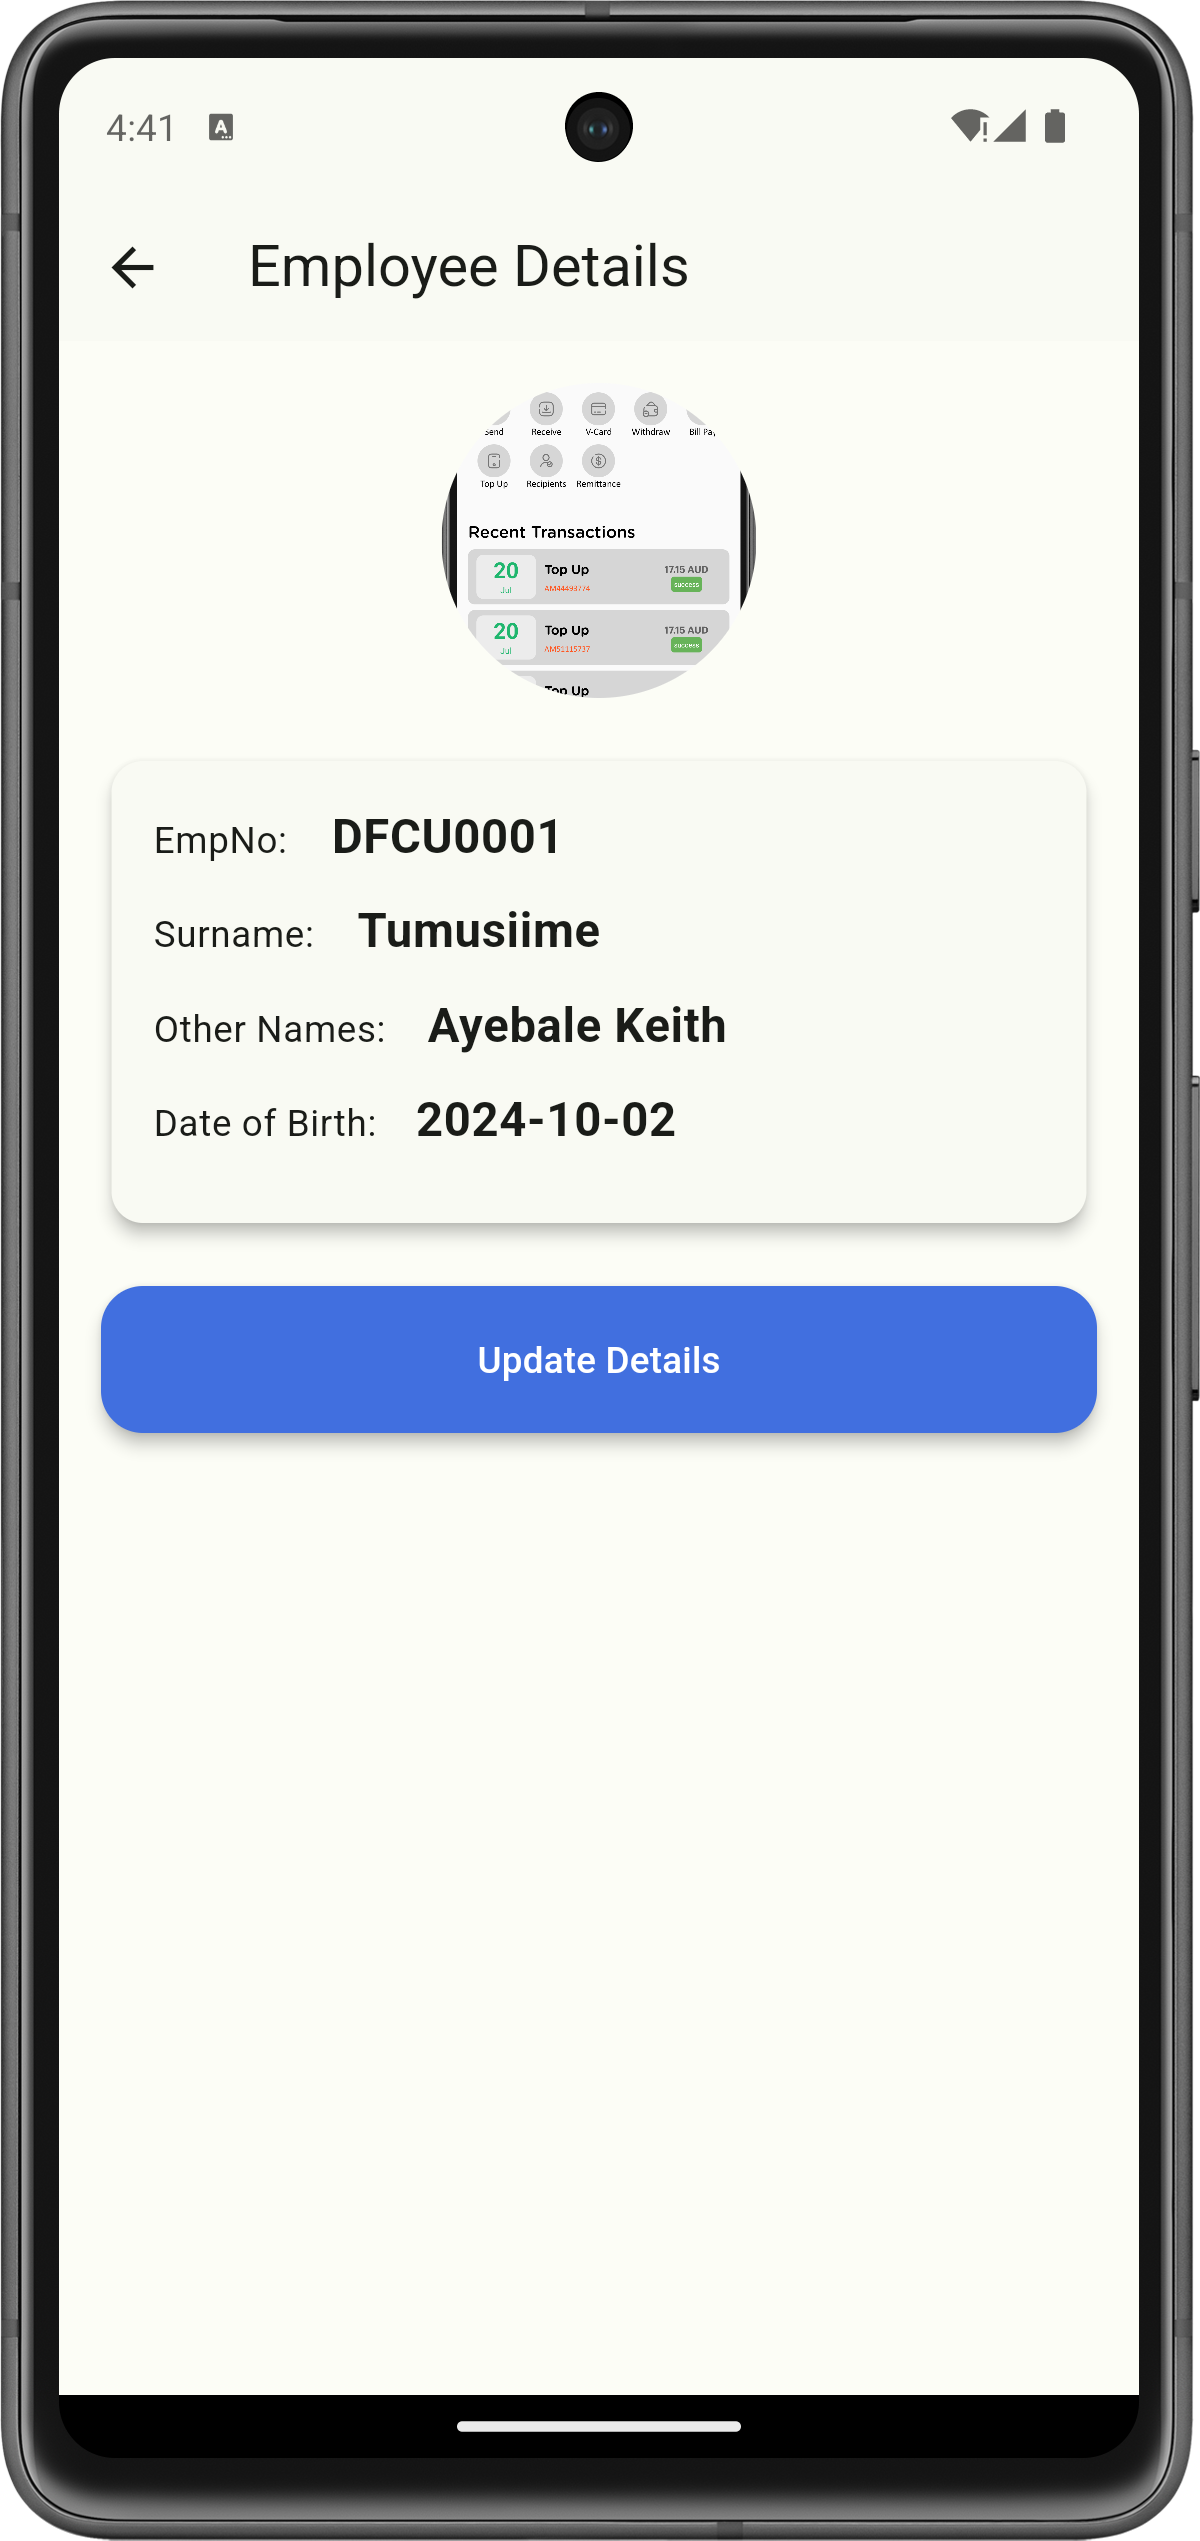 4:41
A
Employee Details
Send Receive V-Card Withdraw Bill Pay
Top Up Recipients Remittance
Recent Transactions
20 Top Up 17.15 AUD
Jul AM44498774 success
20 Top Up 17.15 AUD
Jul AM51115737 success
Top Up
EmpNo: DFCU0001
Surname: Tumusiime
Other Names: Ayebale Keith
Date of Birth: 2024-10-02
Update Details